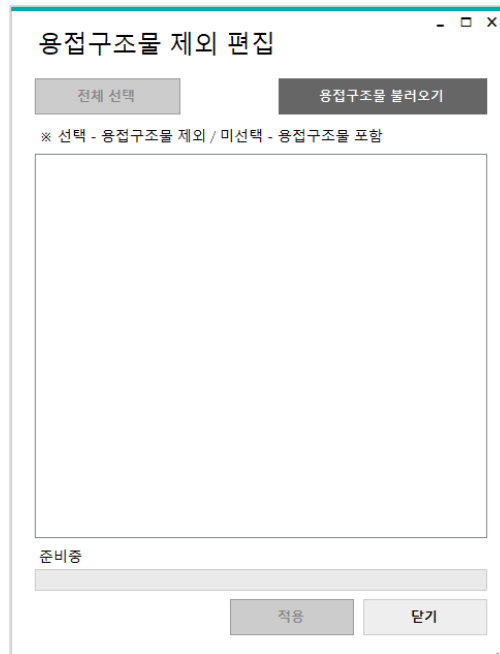 용접구조물 제외 편집
전체 선택
용접구조물 불러오기
※ 선택 - 용접구조물 제외 / 미선택 - 용접구조물 포함
준비중
적용
닫기